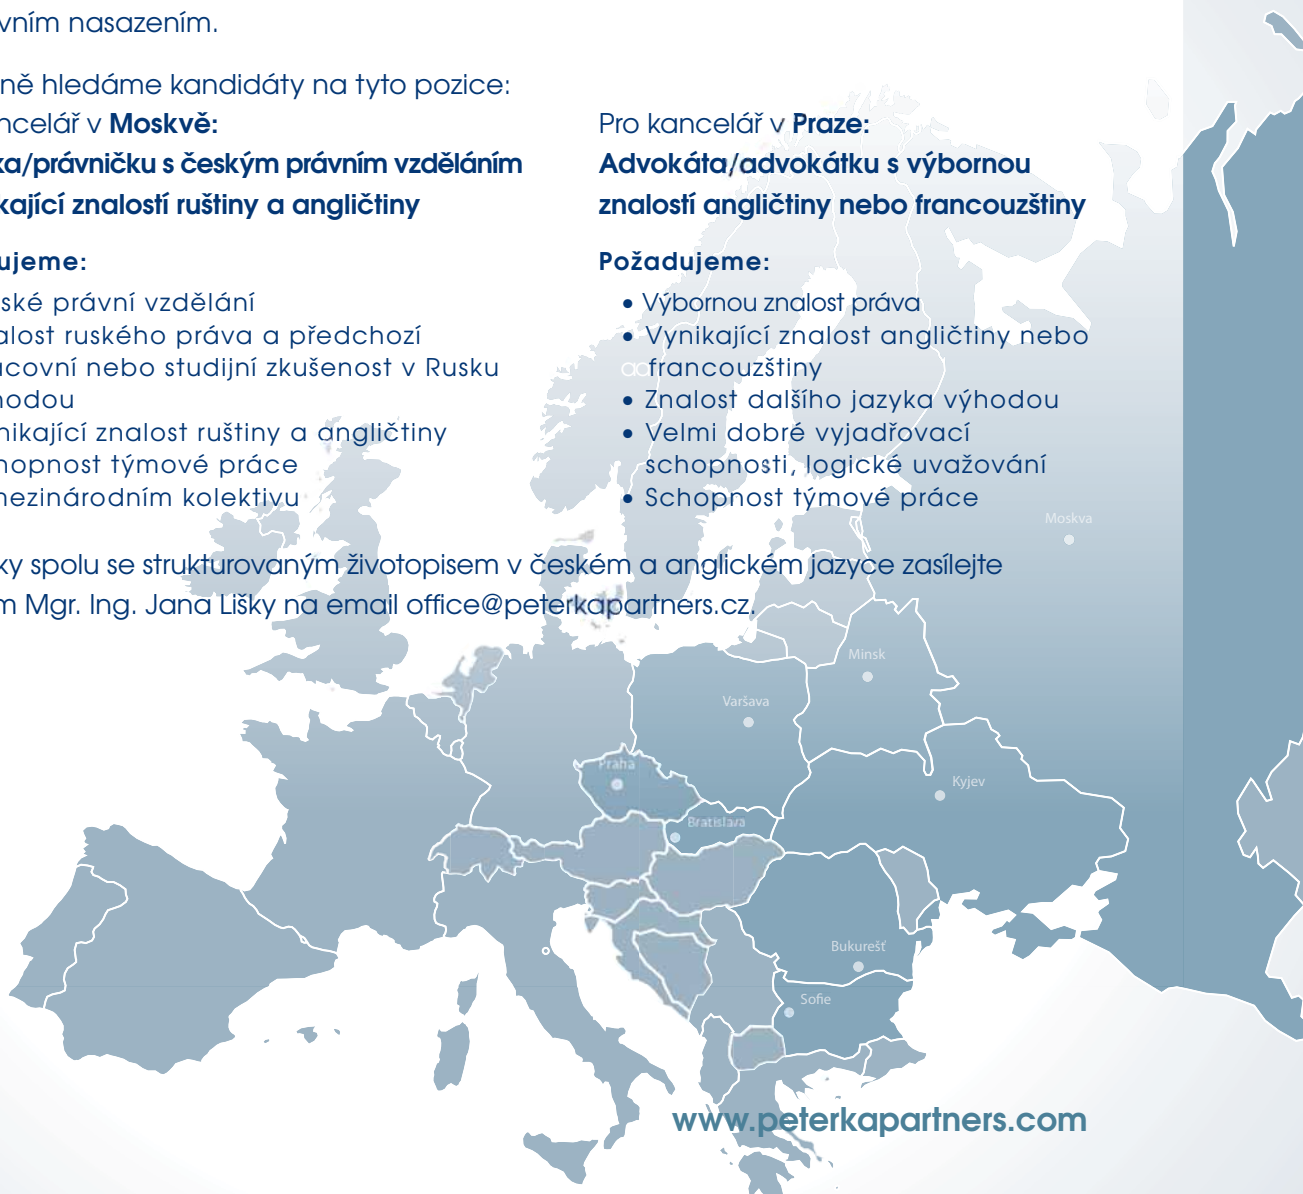 vním nasazením.
ně hledáme kandidáty na tyto pozice:
ncelář v Moskvě:
ka/právničku s českým právním vzděláním
kající znalostí ruštiny a angličtiny
ujeme:
ské právní vzdělání
alost ruského práva a předchozí
acovní nebo studijní zkušenost v Rusku
hodou
nikající znalost ruštiny a angličtiny
hopnost týmové práce
mezinárodním kolektivu
Pro kancelář v Praze:
Advokáta/advokátku s výbornou
znalostí angličtiny nebo francouzštiny
Požadujeme:
• Výbornou znalost práva
• Vynikající znalost angličtiny nebo
francouzštiny
• Znalost dalšího jazyka výhodou
• Velmi dobré vyjadřovací
schopnosti, logické uvažování
• Schopnost týmové práce
ky spolu se strukturovaným životopisem v českém a anglickém jazyce zasílejte
m Mgr. Ing. Jana Lišky na email office@peterkapartners.cz.
Moskva
Minsk
Varšava
Praha
Kyjev
Bratislava
Bukurešť
Sofie
www.peterkapartners.com